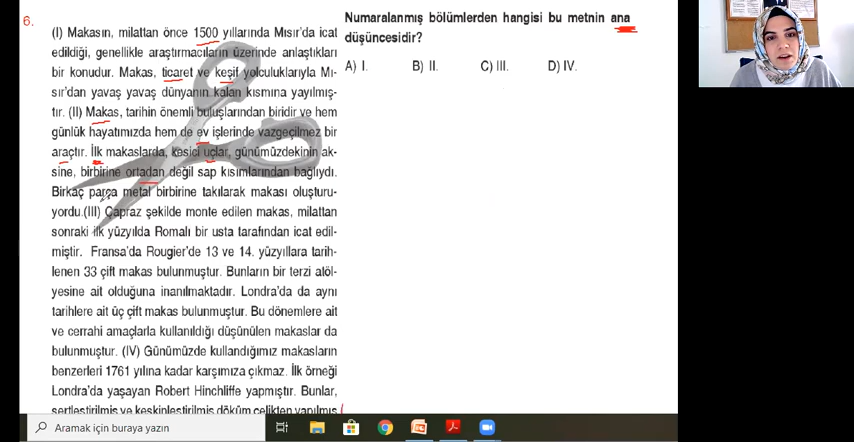 6.
(I) Makasın, milattan önce 1500 yıllarında Mısır'da icat
edildiği, genellikle araştırmacıların üzerinde anlaştıkları
bir konudur. Makas, ticaret ve keşif yolculuklarıyla Mı-
sır'dan yavaş yavaş dünyanın kalan kısmına yayılmış-
tır. (II) Makas, tarihin önemli buluşlarından biridir ve hem
günlük hayatımızda hem de ev işlerinde vazgeçilmez bir
araçtır. İlk makaslarda, kesici uçlar, günümüzdekinin ak-
sine, birbirine ortadan değil sap kısımlarından bağlıydı.
Birkaç parça metal birbirine takılarak makası oluşturu-
yordu.(III) Çapraz şekilde monte edilen makas, milattan
sonraki ilk yüzyılda Romalı bir usta tarafından icat edil-
miştir. Fransa'da Rougier'de 13 ve 14. yüzyıllara tarih-
lenen 33 çift makas bulunmuştur. Bunların bir terzi atöl-
yesine ait olduğuna inanılmaktadır. Londra'da da aynı
tarihlere ait üç çift makas bulunmuştur. Bu dönemlere ait
ve cerrahi amaçlarla kullanıldığı düşünülen makaslar da
bulunmuştur. (IV) Günümüzde kullandığımız makasların
benzerleri 1761 yılına kadar karşımıza çıkmaz. İlk örneği
Londra'da yaşayan Robert Hinchliffe yapmıştır. Bunlar,
sertleştirilmiş ve keskinleştirilmiş döküm çelikten yapılmış
Numaralanmış bölümlerden hangisi bu metnin ana
düşüncesidir?
A) I. B) II. C) III. D) IV.
Aramak için buraya yazın